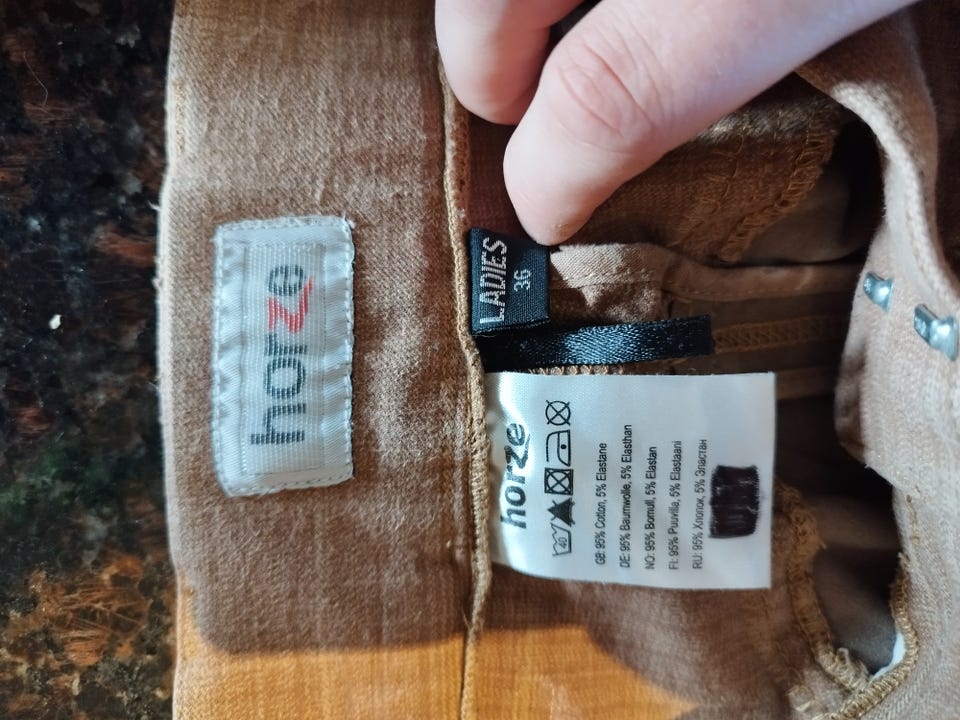 horze
LADIES
36
horze
40
GB: 95% Cotton, 5% Elastane
DE: 95% Baumwolle, 5% Elasthan
NO: 95% Bomull, 5% Elastan
FI: 95% Puuvilla, 5% Elastaani
RU: 95% Хлопок, 5% Эластан